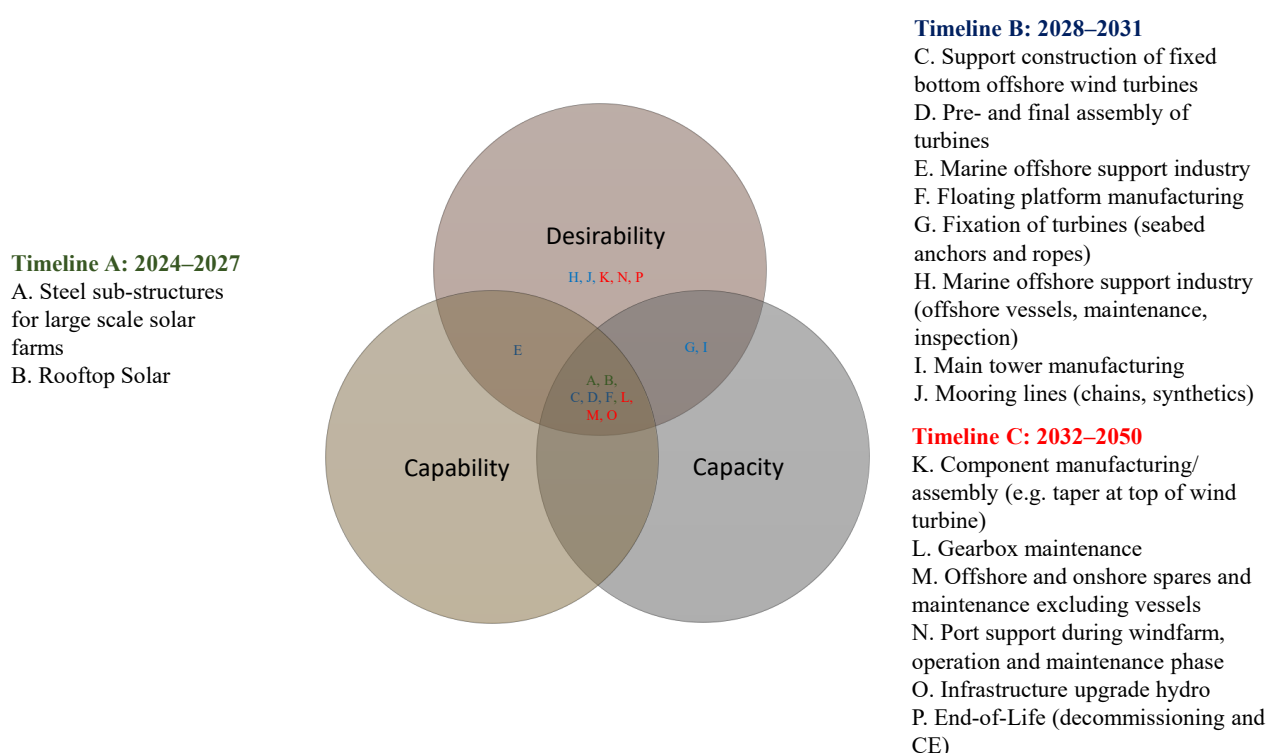 Timeline A: 2024–2027
A. Steel sub-structures
for large scale solar
farms
B. Rooftop Solar
Desirability
H, J, K, N, P
E
G, I
A, B,
C, D, F, L,
M, O
Capability
Capacity
Timeline B: 2028–2031
C. Support construction of fixed
bottom offshore wind turbines
D. Pre- and final assembly of
turbines
E. Marine offshore support industry
F. Floating platform manufacturing
G. Fixation of turbines (seabed
anchors and ropes)
H. Marine offshore support industry
(offshore vessels, maintenance,
inspection)
I. Main tower manufacturing
J. Mooring lines (chains, synthetics)
Timeline C: 2032–2050
K. Component manufacturing/
assembly (e.g. taper at top of wind
turbine)
L. Gearbox maintenance
M. Offshore and onshore spares and
maintenance excluding vessels
N. Port support during windfarm,
operation and maintenance phase
O. Infrastructure upgrade hydro
P. End-of-Life (decommissioning and
CE)